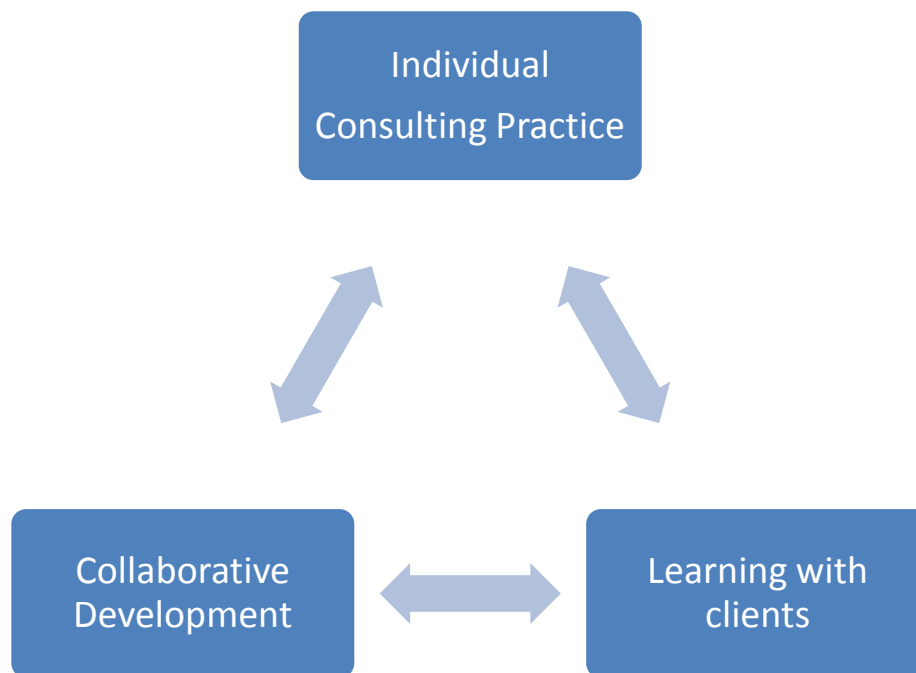 Individual
Consulting Practice
Collaborative
Development
Learning with
clients